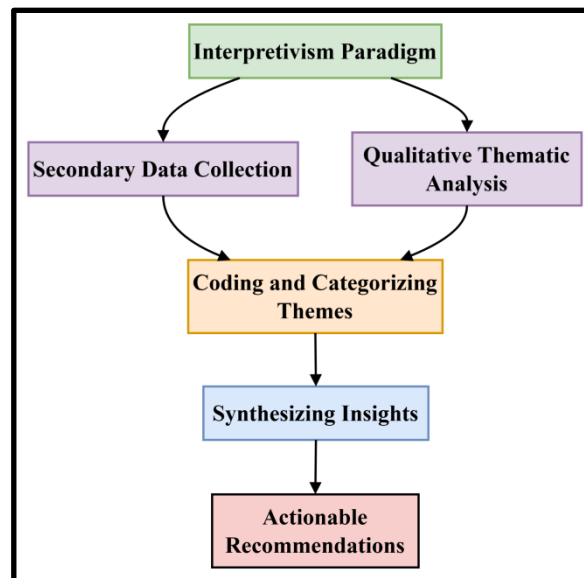 Interpretivism Paradigm
Secondary Data Collection
Qualitative Thematic
Analysis
Coding and Categorizing
Themes
Synthesizing Insights
Actionable
Recommendations